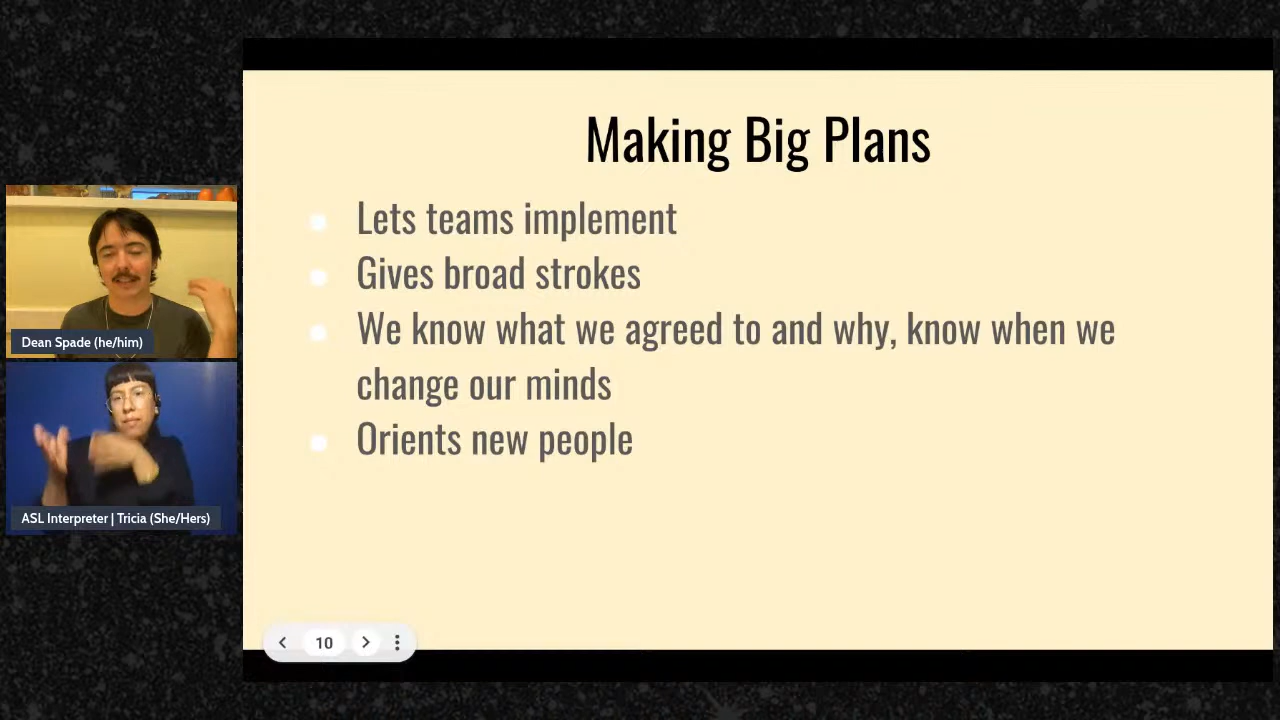 Making Big Plans
Lets teams implement
Gives broad strokes
We know what we agreed to and why, know when we
change our minds
Orients new people
Dean Spade (he/him)
ASL Interpreter | Tricia (She/Hers)
10